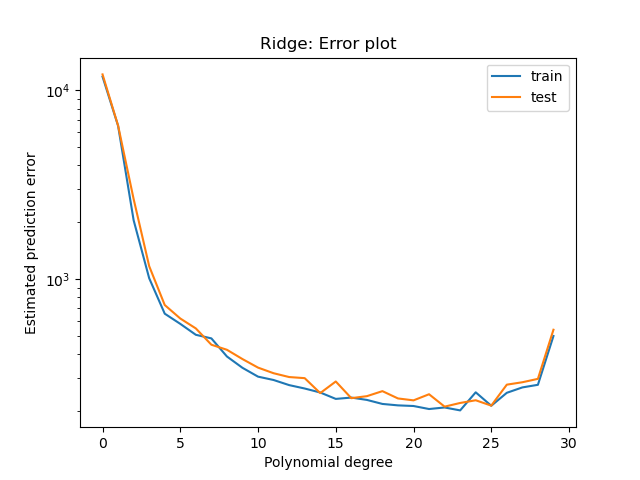 Ridge: Error plot
train
test
10^4
10^3
Estimated prediction error
0 5 10 15 20 25 30
Polynomial degree